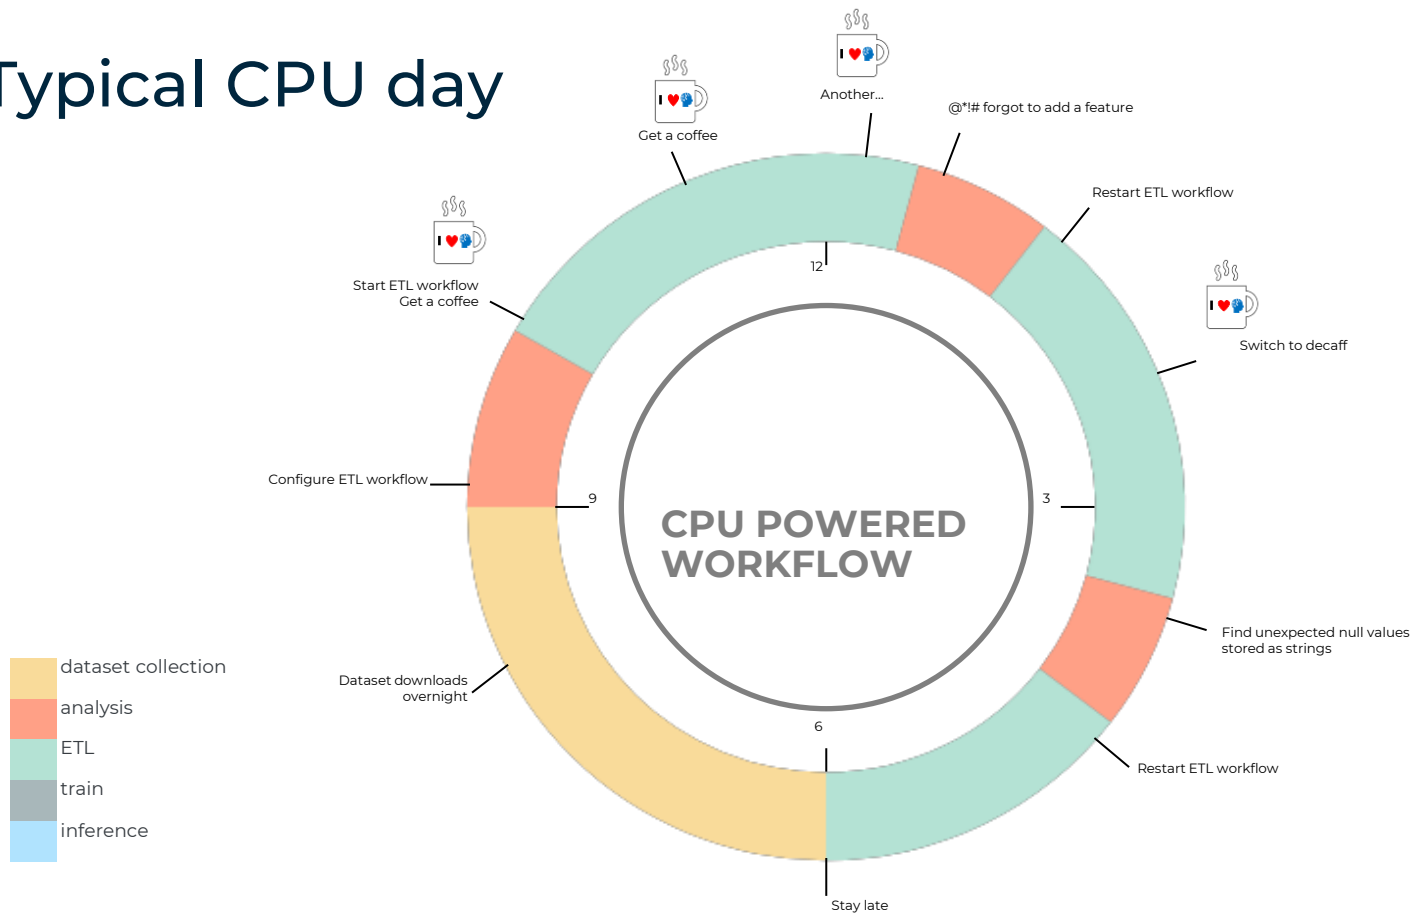 Typical CPU day
Another...
@*!# forgot to add a feature
Get a coffee
Restart ETL workflow
Start ETL workflow
Get a coffee
12
Switch to decaff
Configure ETL workflow
9
3
CPU POWERED
WORKFLOW
Find unexpected null values
stored as strings
Dataset downloads
overnight
6
Restart ETL workflow
Stay late
dataset collection
analysis
ETL
train
inference
I
I
I
I